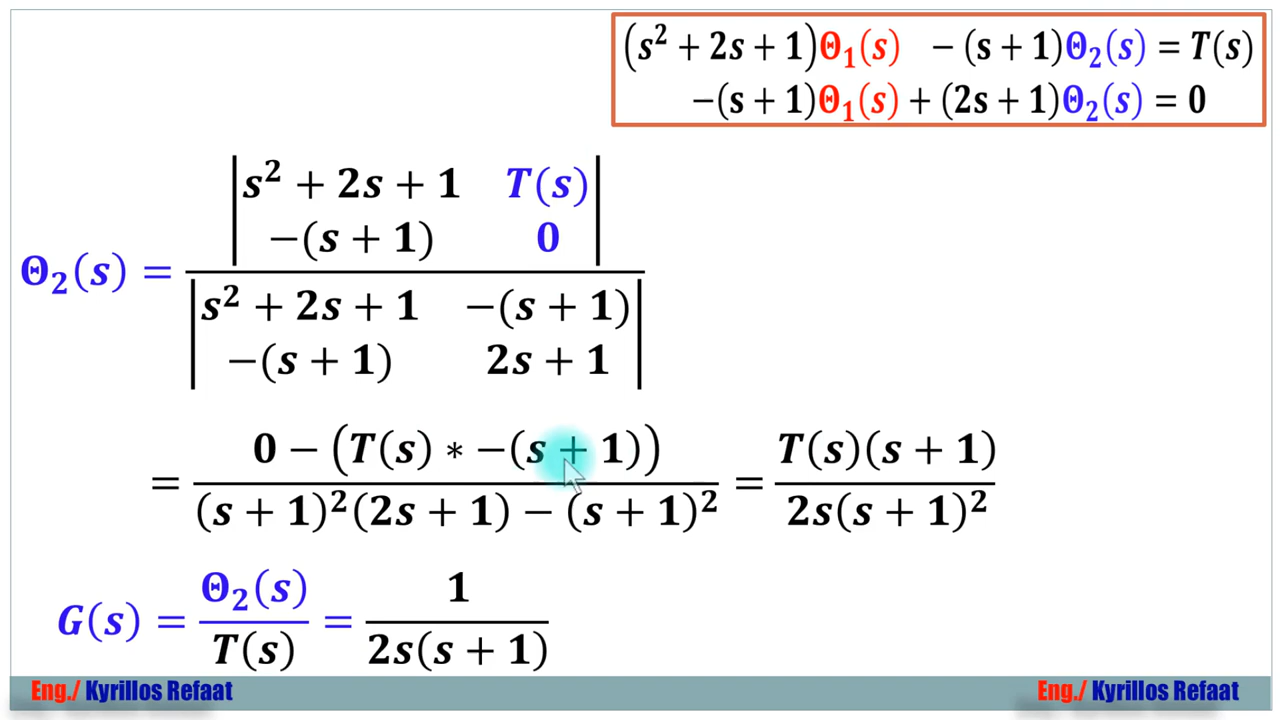 (s² + 2s + 1)Θ₁(s) − (s + 1)Θ₂(s) = T(s)
−(s + 1)Θ₁(s) + (2s + 1)Θ₂(s) = 0
|s² + 2s + 1 T(s)|
|−(s + 1) 0|
Θ₂(s) =
|s² + 2s + 1 −(s + 1)|
|−(s + 1) 2s + 1|
0 − (T(s) * −(s + 1)) T(s)(s + 1)
= =
(s + 1)²(2s + 1) − (s + 1)² 2s(s + 1)²
Θ₂(s) 1
G(s) = =
T(s) 2s(s + 1)
Eng./ Kyrillos Refaat Eng./ Kyrillos Refaat